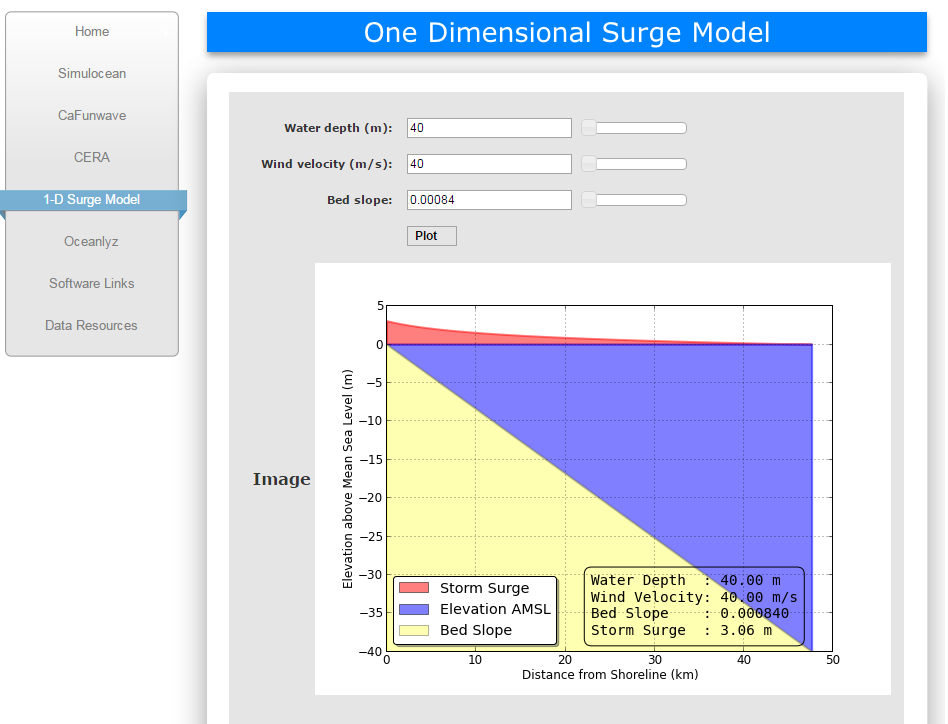 Home
Simulocean
CaFunwave
CERA
1-D Surge Model
Oceanlyz
Software Links
Data Resources
One Dimensional Surge Model
Water depth (m): 40
Wind velocity (m/s): 40
Bed slope: 0.00084
Plot
Image
Elevation above Mean Sea Level (m)
5
0
−5
−10
−15
−20
−25
−30
−35
−40
Storm Surge
Elevation AMSL
Bed Slope
Water Depth : 40.00 m
Wind Velocity: 40.00 m/s
Bed Slope : 0.000840
Storm Surge : 3.06 m
0 10 20 30 40 50
Distance from Shoreline (km)